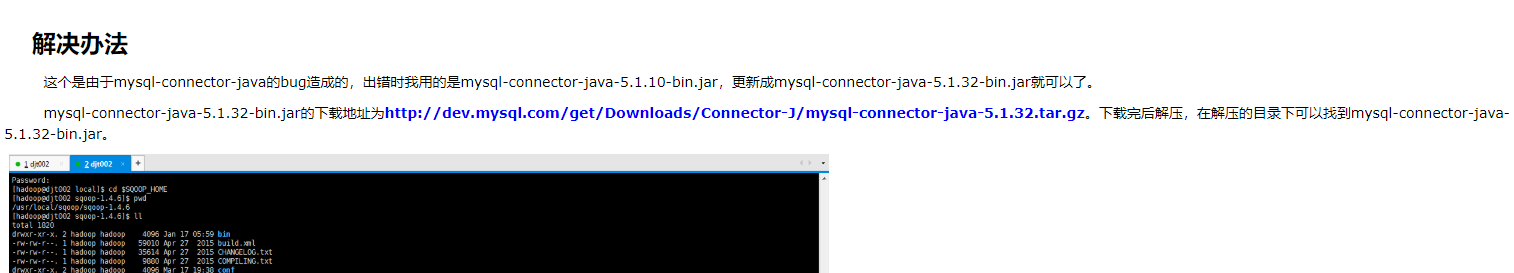 解决办法
这个是由于mysql-connector-java的bug造成的，出错时我用的是mysql-connector-java-5.1.10-bin.jar，更新成mysql-connector-java-5.1.32-bin.jar就可以了。
mysql-connector-java-5.1.32-bin.jar的下载地址为http://dev.mysql.com/get/Downloads/Connector-J/mysql-connector-java-5.1.32.tar.gz。下载完后解压，在解压的目录下可以找到mysql-connector-java-
5.1.32-bin.jar。
1 djt002 × 2 djt002 × +
Password:
[hadoop@djt002 local]$ cd $SQOOP_HOME
[hadoop@djt002 sqoop-1.4.6]$ pwd
/usr/local/sqoop/sqoop-1.4.6
[hadoop@djt002 sqoop-1.4.6]$ ll
total 1820
drwxr-xr-x. 2 hadoop hadoop 4096 Jan 17 05:59 bin
-rw-rw-r--. 1 hadoop hadoop 59010 Apr 27 2015 build.xml
-rw-rw-r--. 1 hadoop hadoop 35614 Apr 27 2015 CHANGELOG.txt
-rw-rw-r--. 1 hadoop hadoop 9880 Apr 27 2015 COMPILING.txt
drwxr-xr-x. 2 hadoop hadoop 4096 Mar 17 19:38 conf